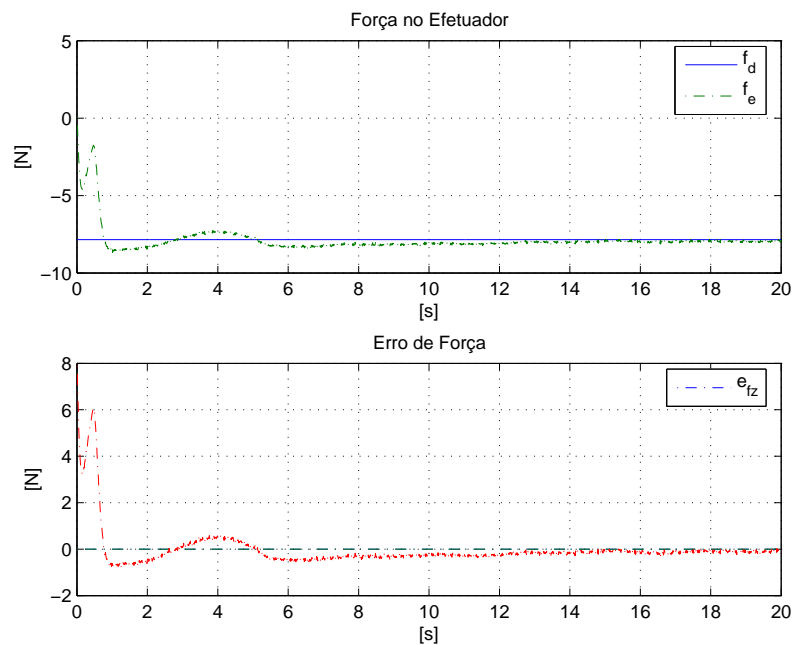 Força no Efetuador
5
0
−5
−10
[N]
0 2 4 6 8 10 12 14 16 18 20
[s]
f_d
f_e
Erro de Força
8
6
4
2
0
−2
[N]
0 2 4 6 8 10 12 14 16 18 20
[s]
e_fz